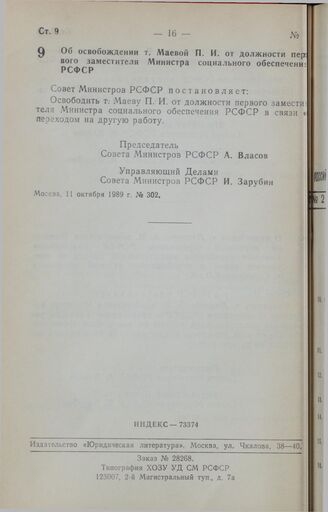 Ст. 9 — 16 — №
9 Об освобождении т. Маевой П. И. от должности пер
вого заместителя Министра социального обеспечени
РСФСР
Совет Министров РСФСР постановляет:
Освободить т. Маеву П. И. от должности первого замести
теля Министра социального обеспечения РСФСР в связи
переходом на другую работу.
Председатель
Совета Министров РСФСР А. Власов
Управляющий Делами
Совета Министров РСФСР И. Зарубин
Москва, 11 октября 1989 г. № 302.
№ 2
ИНДЕКС — 73374
Издательство «Юридическая литература». Москва, ул. Чкалова, 38—40.
Заказ № 28268.
Типография ХОЗУ УД СМ РСФСР
123007, 2-й Магистральный туп., д. 7а